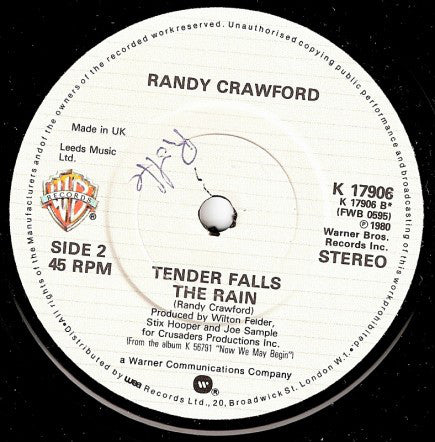 All rights of the Manufacturers and of the owners of the recorded work reserved. Unauthorised copying public performance and broadcasting of this work prohibited.
RANDY CRAWFORD
Made in UK
Leeds Music
Ltd.
WB
RECORDS
®
K 17906
K 17906 B*
(FWB 0595)
℗1980
Warner Bros.
Records Inc.
SIDE 2
45 RPM
STEREO
TENDER FALLS
THE RAIN
(Randy Crawford)
Produced by Wilton Felder,
Stix Hooper and Joe Sample
for Crusaders Productions Inc.
(From the album K 56791 "Now We May Begin")
a Warner Communications Company
•Distributed by wea Records Ltd., 20, Broadwick St. London W1.•